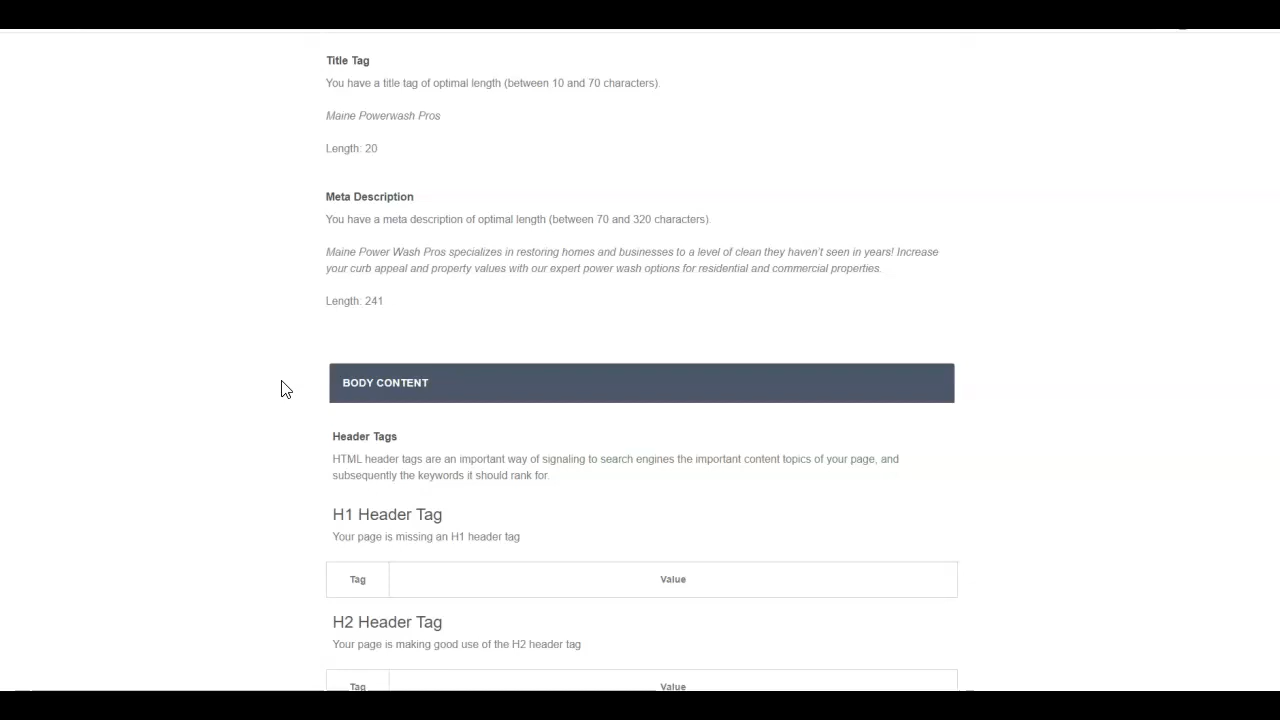 Title Tag
You have a title tag of optimal length (between 10 and 70 characters).
Maine Powerwash Pros
Length: 20
Meta Description
You have a meta description of optimal length (between 70 and 320 characters).
Maine Power Wash Pros specializes in restoring homes and businesses to a level of clean they haven't seen in years! Increase
your curb appeal and property values with our expert power wash options for residential and commercial properties.
Length: 241
BODY CONTENT
Header Tags
HTML header tags are an important way of signaling to search engines the important content topics of your page, and
subsequently the keywords it should rank for.
H1 Header Tag
Your page is missing an H1 header tag
Tag Value
H2 Header Tag
Your page is making good use of the H2 header tag
Tag Value